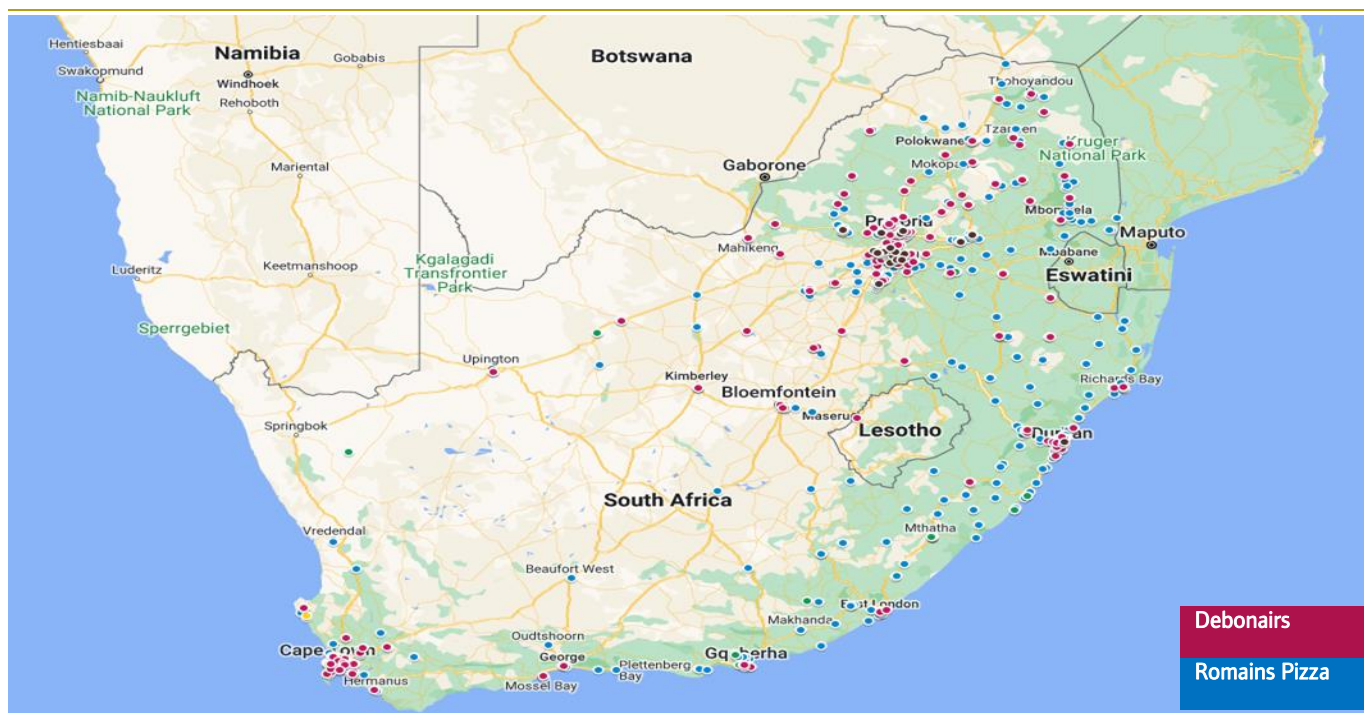 Hentiesbaai
Namibia
Gobabis
Botswana
Swakopmund
Windhoek
Namib-Naukluft
National Park
Rehoboth
Thohoyandou
Tzaneen
Polokwane
Kruger
National Park
Mariental
Gaborone
Mokopane
Mbombela
Pretoria
Maputo
Mahikeng
Mbabane
Eswatini
Luderitz
Keetmanshoop
Kgalagadi
Transfrontier
Park
Sperrgebiet
Upington
Kimberley
Richards Bay
Bloemfontein
Maseru
Springbok
Lesotho
Durban
South Africa
Vredendal
Mthatha
Beaufort West
East London
Makhanda
Debonairs
Oudtshoorn
Cape Town
George
Gqeberha
Plettenberg
Bay
Romains Pizza
Hermanus
Mossel Bay